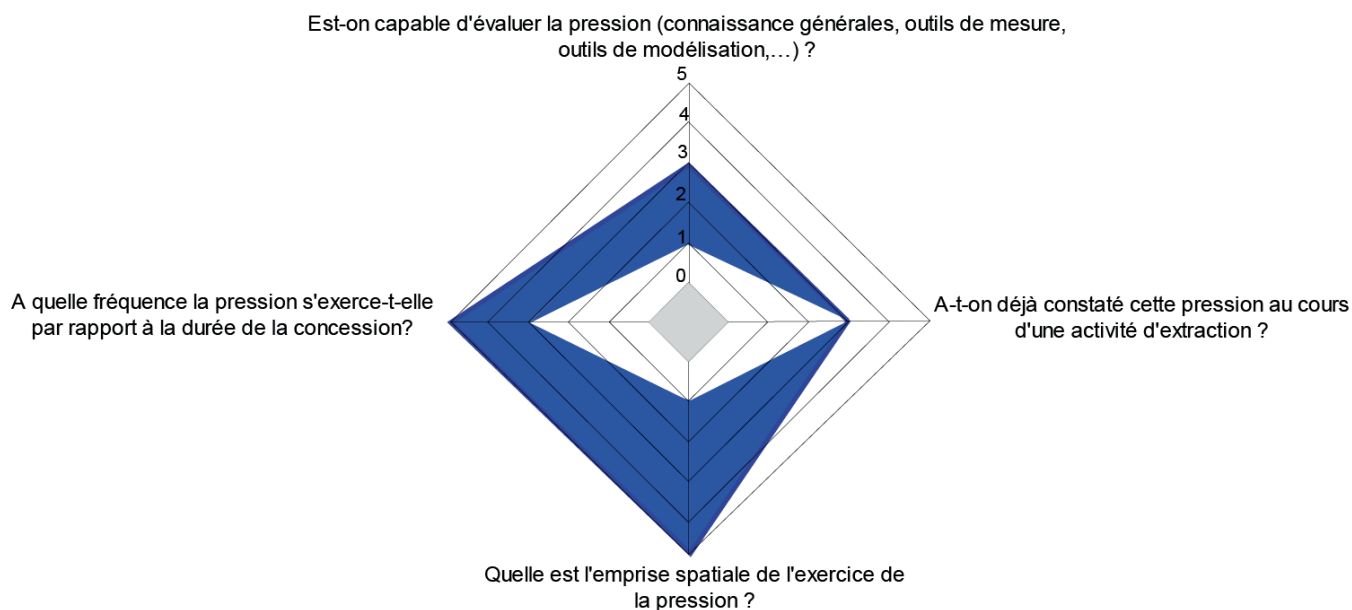 Est-on capable d'évaluer la pression (connaissance générales, outils de mesure,
outils de modélisation,…) ?
5
4
3
2
1
0
A quelle fréquence la pression s'exerce-t-elle
par rapport à la durée de la concession?
A-t-on déjà constaté cette pression au cours
d'une activité d'extraction ?
Quelle est l'emprise spatiale de l'exercice de
la pression ?